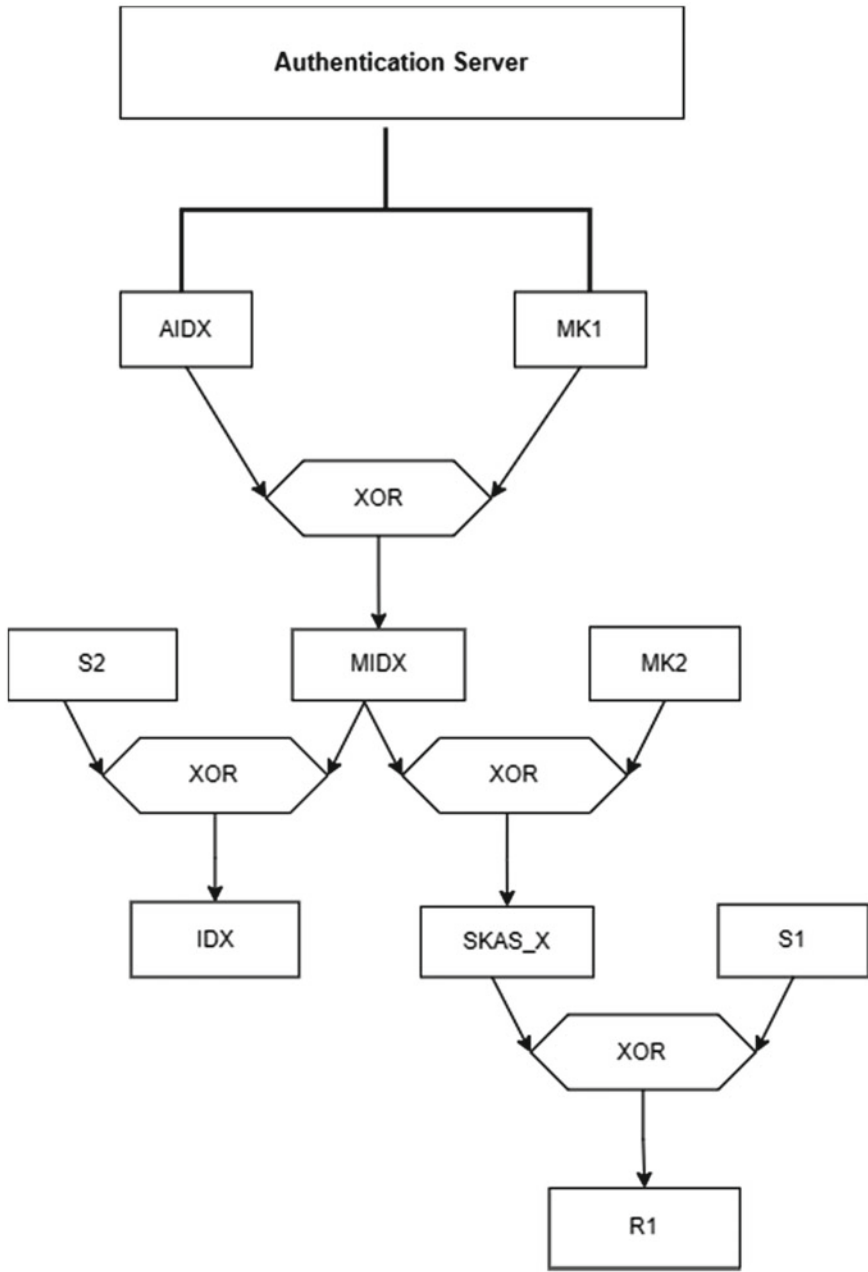 Authentication Server
AIDX
MK1
XOR
S2
MIDX
MK2
XOR
XOR
IDX
SKAS_X
S1
XOR
R1